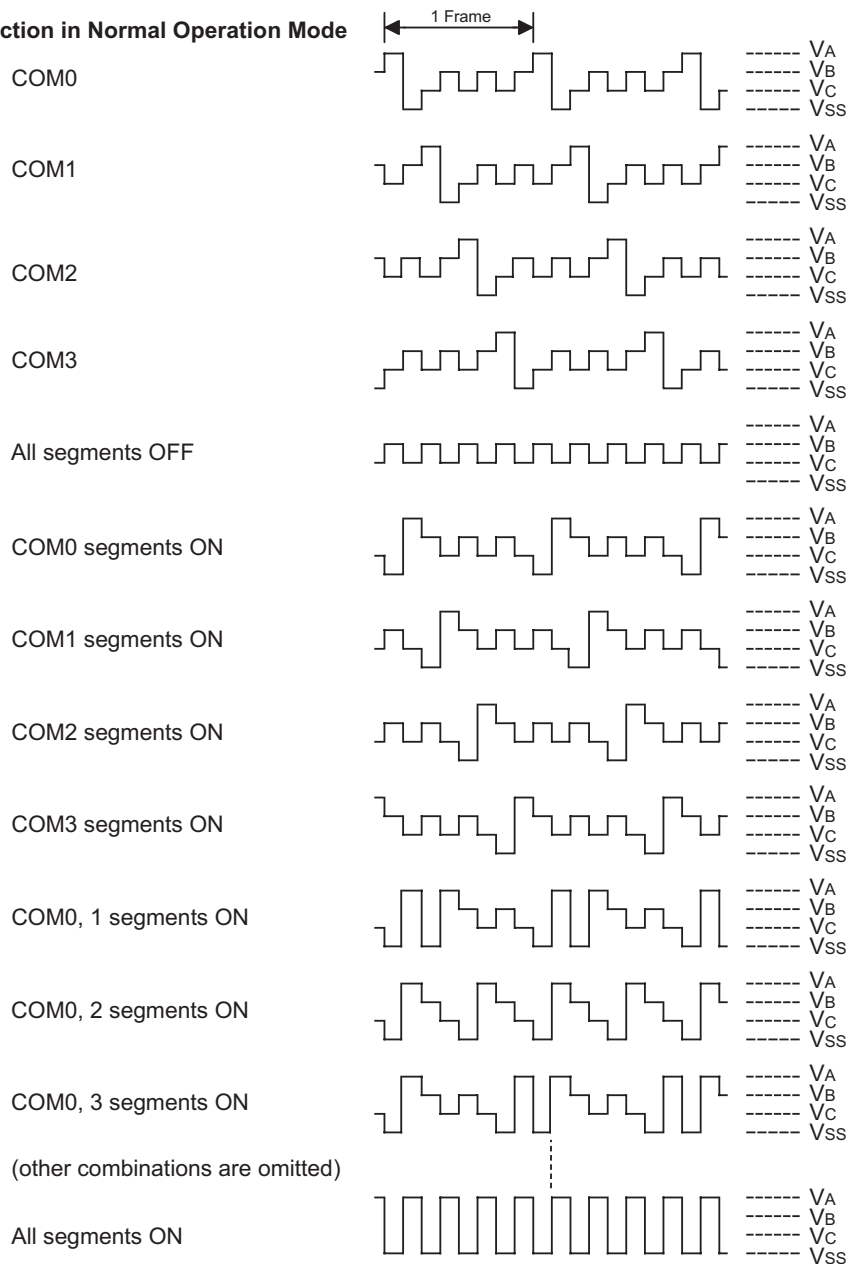 ction in Normal Operation Mode
1 Frame
COM0
VA
VB
VC
VSS
COM1
VA
VB
VC
VSS
COM2
VA
VB
VC
VSS
COM3
VA
VB
VC
VSS
All segments OFF
VA
VB
VC
VSS
COM0 segments ON
VA
VB
VC
VSS
COM1 segments ON
VA
VB
VC
VSS
COM2 segments ON
VA
VB
VC
VSS
COM3 segments ON
VA
VB
VC
VSS
COM0, 1 segments ON
VA
VB
VC
VSS
COM0, 2 segments ON
VA
VB
VC
VSS
COM0, 3 segments ON
VA
VB
VC
VSS
(other combinations are omitted)
All segments ON
VA
VB
VC
VSS